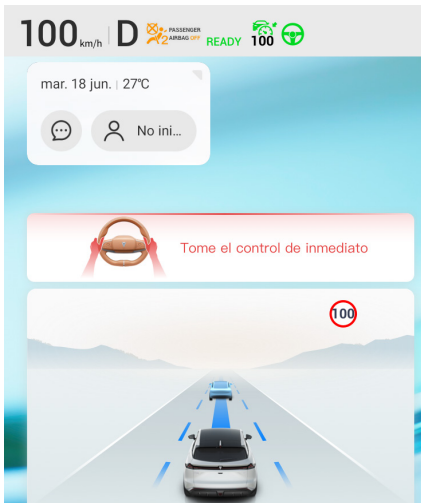 100 km/h D 2 PASSENGER AIRBAG OFF READY 100
mar. 18 jun. | 27°C
No ini...
Tome el control de inmediato
100